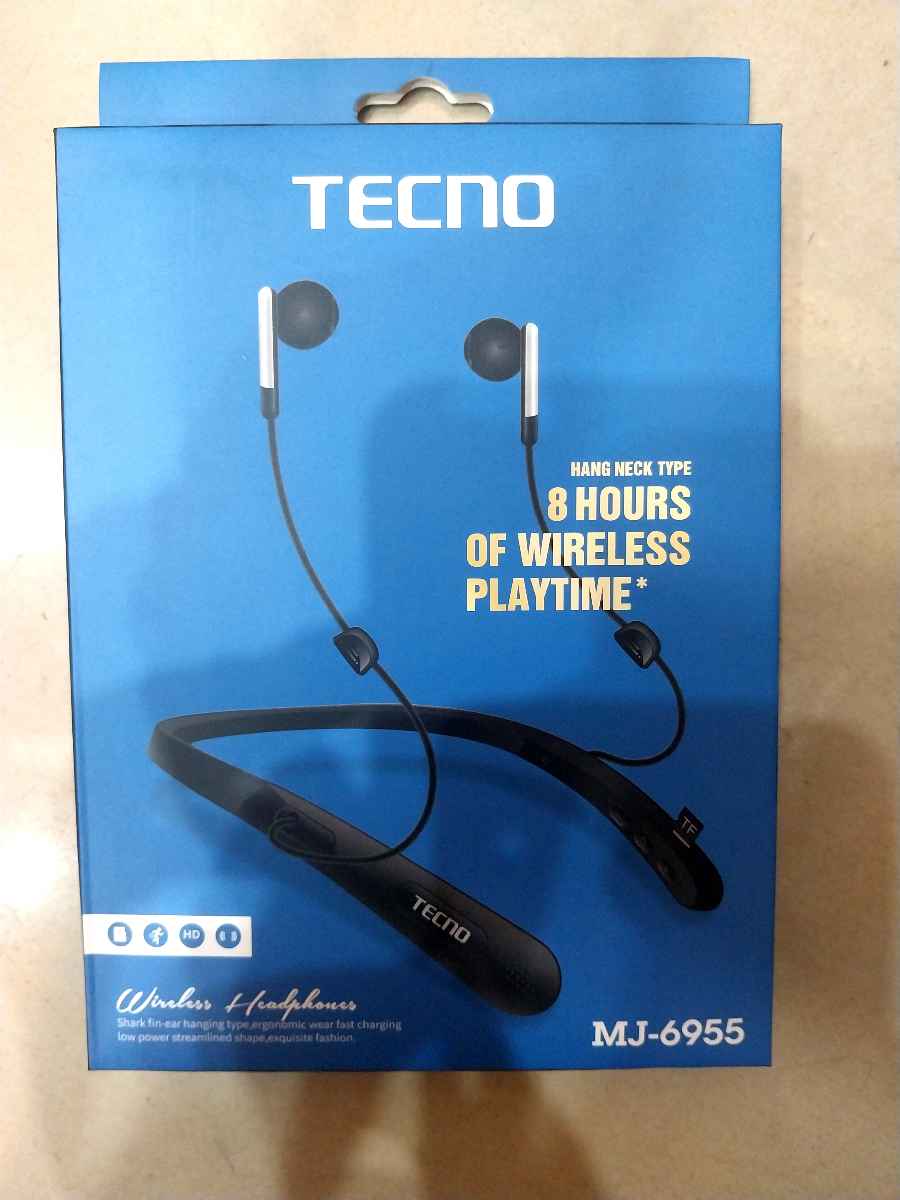 TECNO
HANG NECK TYPE
8 HOURS
OF WIRELESS
PLAYTIME*
TF
TECNO
HD
Wireless Headphones
Shark fin-ear hanging type,ergonomic wear fast charging
low power streamlined shape,exquisite fashion.
MJ-6955